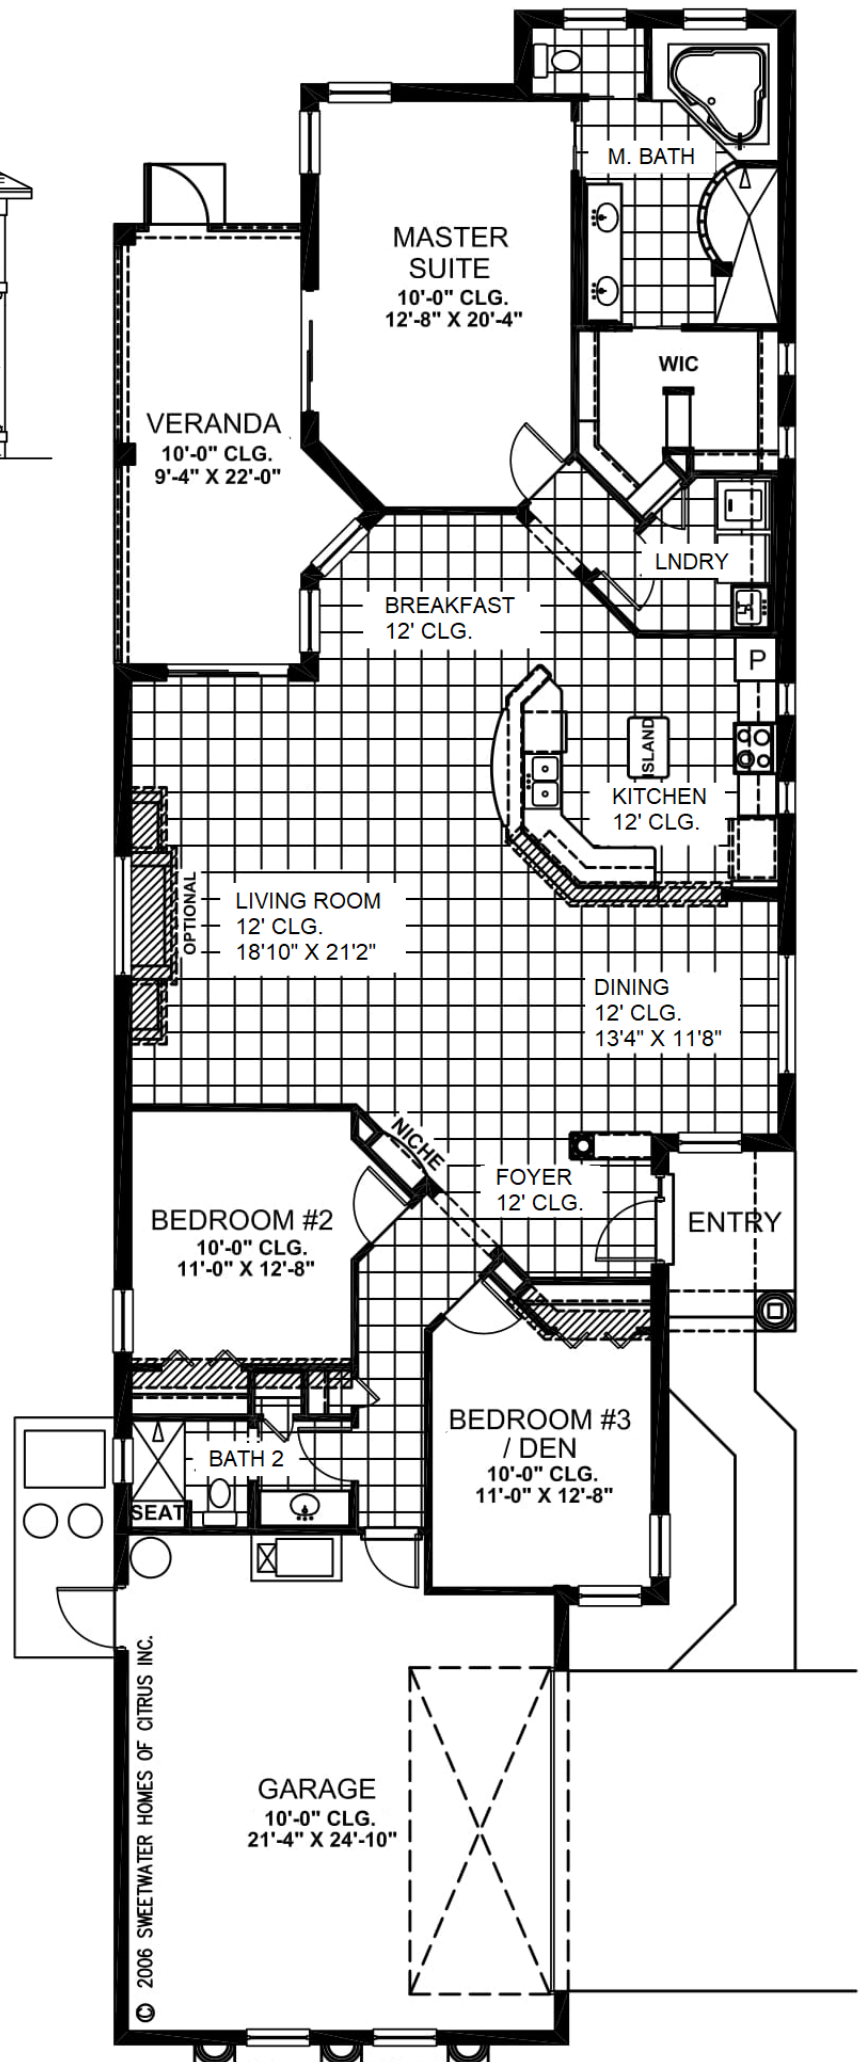 M. BATH
MASTER
SUITE
10'-0" CLG.
12'-8" X 20'-4"
WIC
VERANDA
10'-0" CLG.
9'-4" X 22'-0"
LNDRY
BREAKFAST
12' CLG.
P
ISLAND
KITCHEN
12' CLG.
OPTIONAL
LIVING ROOM
12' CLG.
18'10" X 21'2"
DINING
12' CLG.
13'4" X 11'8"
NICHE
FOYER
12' CLG.
ENTRY
BEDROOM #2
10'-0" CLG.
11'-0" X 12'-8"
BEDROOM #3
/ DEN
10'-0" CLG.
11'-0" X 12'-8"
BATH 2
SEAT
GARAGE
10'-0" CLG.
21'-4" X 24'-10"
© 2006 SWEETWATER HOMES OF CITRUS INC.